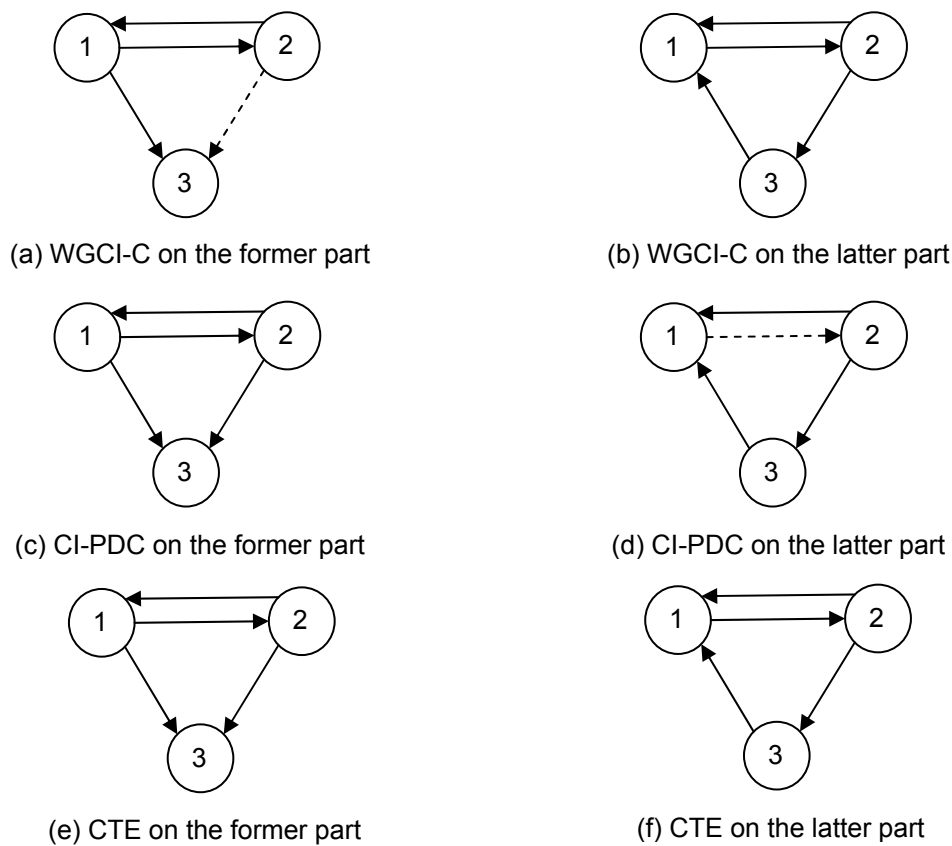 1 2 1 2
3 3
(a) WGCI-C on the former part (b) WGCI-C on the latter part
1 2 1 2
3 3
(c) CI-PDC on the former part (d) CI-PDC on the latter part
1 2 1 2
3 3
(e) CTE on the former part (f) CTE on the latter part